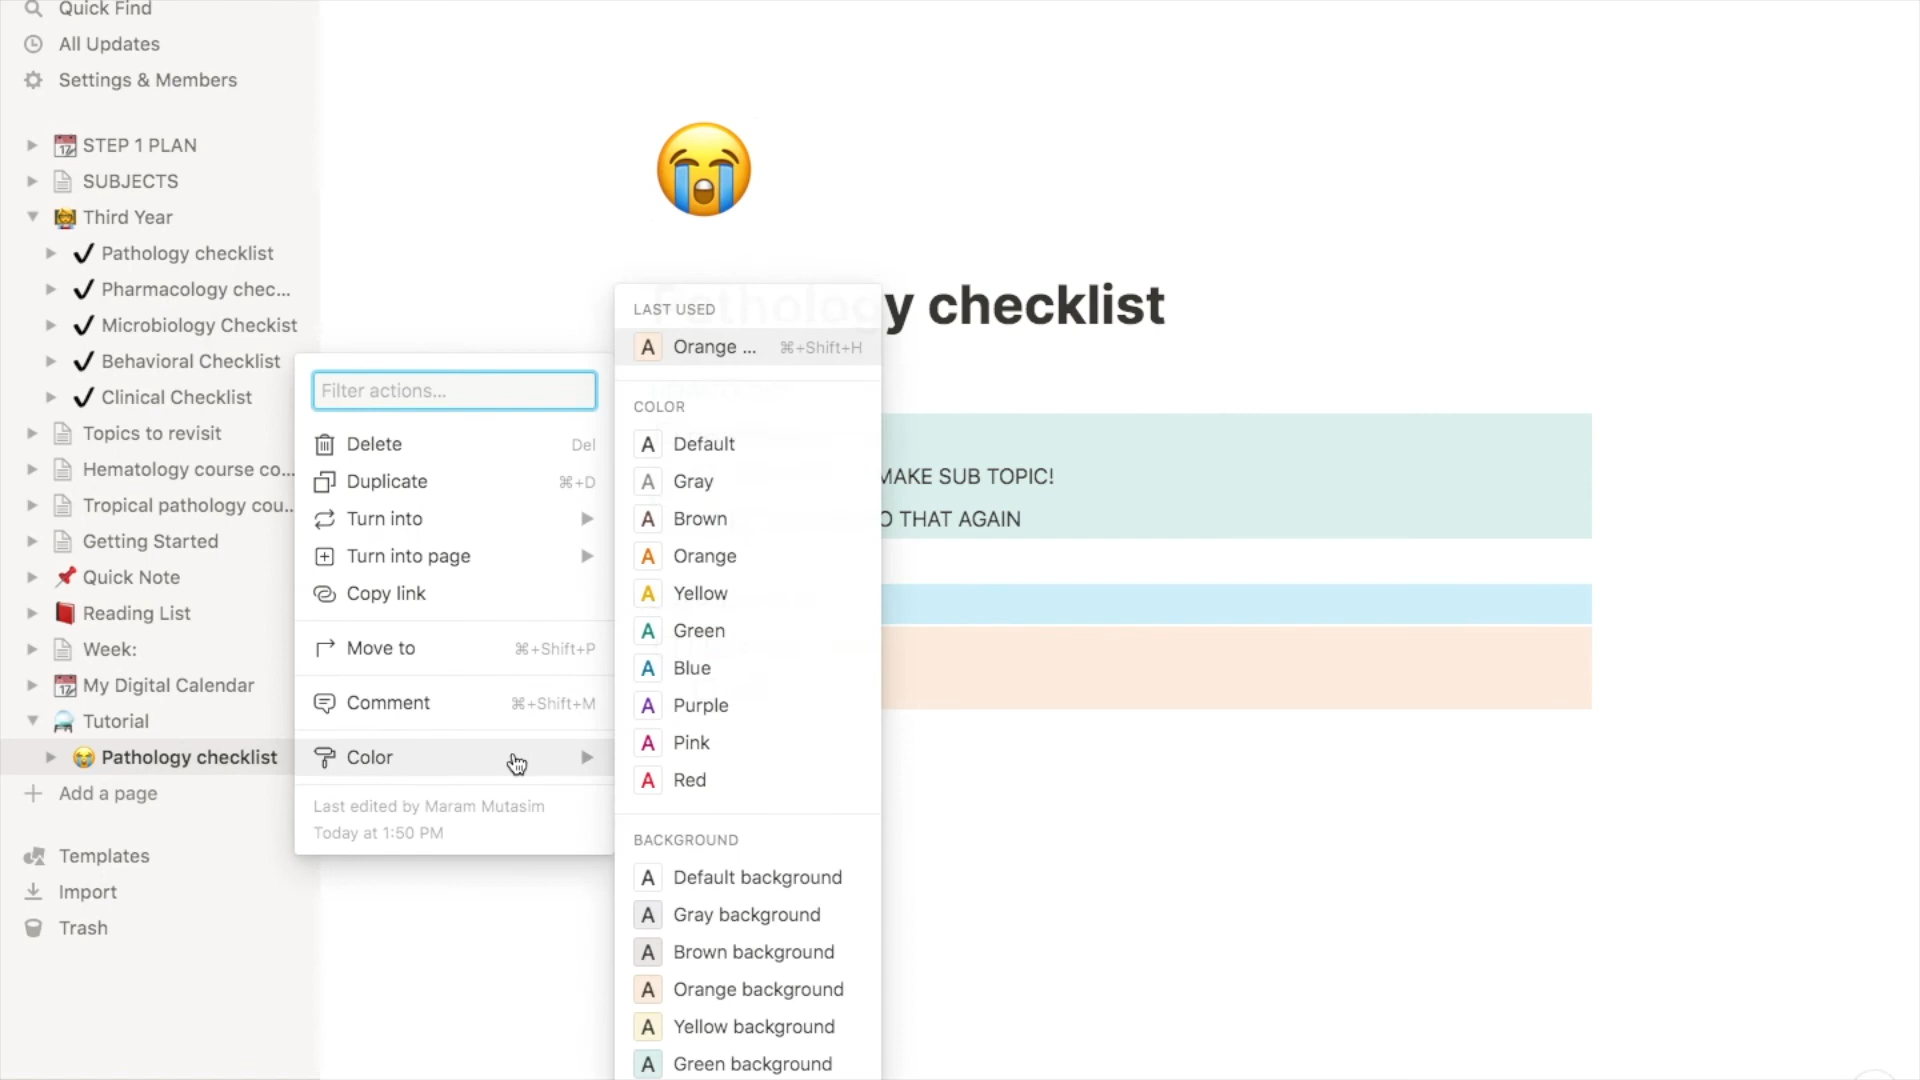 Quick Find
All Updates
Settings & Members
STEP 1 PLAN
SUBJECTS
Third Year
Pathology checklist
Pharmacology chec...
Microbiology Checkist
Behavioral Checklist
Clinical Checklist
Topics to revisit
Hematology course co...
Tropical pathology cou...
Getting Started
Quick Note
Reading List
Week:
My Digital Calendar
Tutorial
Pathology checklist
Add a page
Templates
Import
Trash
Filter actions...
Delete Del
Duplicate ⌘+D
Turn into
Turn into page
Copy link
Move to ⌘+Shift+P
Comment ⌘+Shift+M
Color
Last edited by Maram Mutasim
Today at 1:50 PM
LAST USED
A Orange ... ⌘+Shift+H
COLOR
A Default
A Gray
A Brown
A Orange
A Yellow
A Green
A Blue
A Purple
A Pink
A Red
BACKGROUND
A Default background
A Gray background
A Brown background
A Orange background
A Yellow background
A Green background
Pathology checklist
MAKE SUB TOPIC!
THAT AGAIN